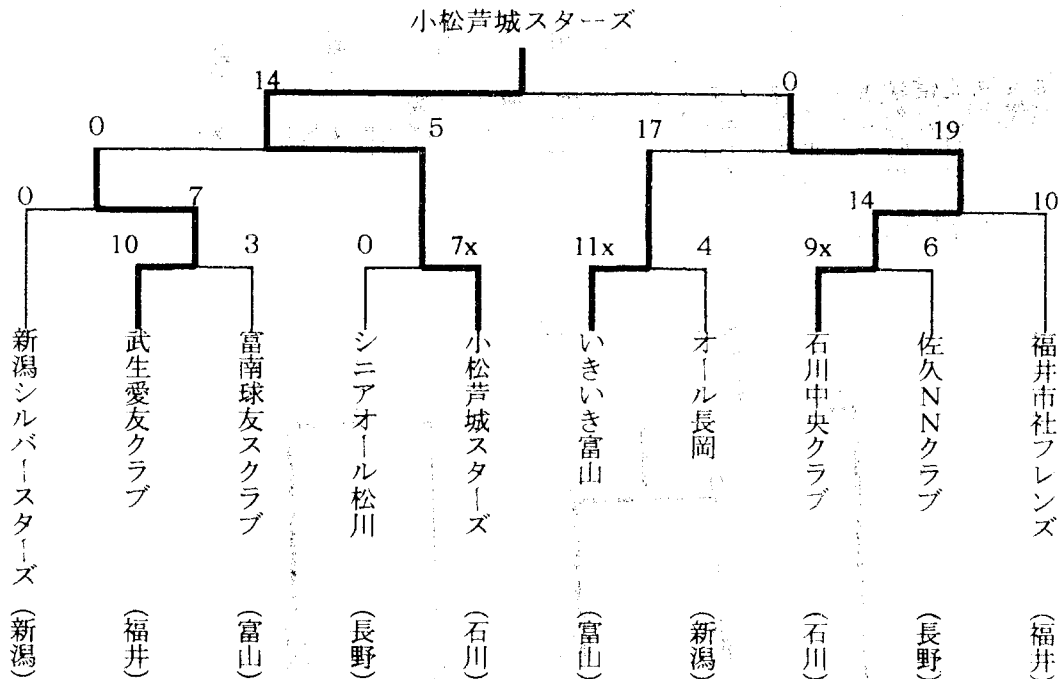 小松芦城スターズ
14
0
0
5
17
19
0
7
14
10
10
3
0
7x
11x
4
9x
6
新潟シルバースターズ（新潟）
武生愛友クラブ（福井）
富南球友スクラブ（富山）
シニアオール松川（長野）
小松芦城スターズ（石川）
いきいき富山（富山）
オール長岡（新潟）
石川中央クラブ（石川）
佐久NNクラブ（長野）
福井市社フレンズ（福井）